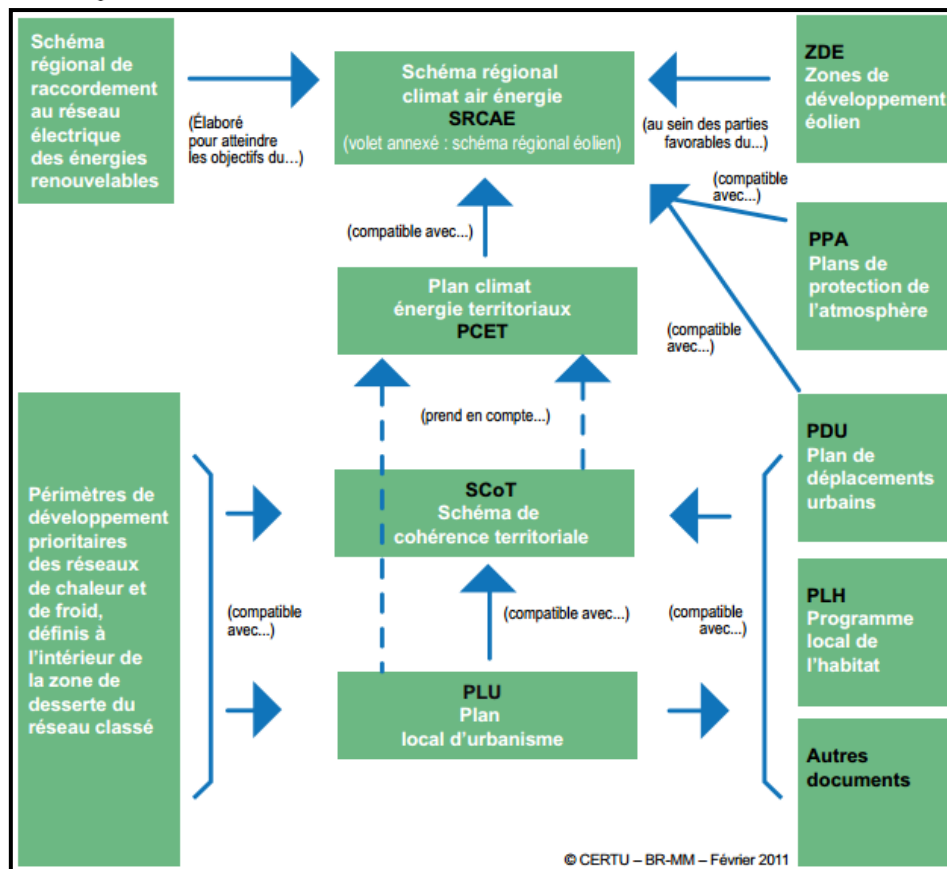 Schéma
régional de
raccordement
au réseau
électrique
des énergies
renouvelables
(Élaboré
pour atteindre
les objectifs du...)
Schéma régional
climat air énergie
SRCAE
(volet annexé : schéma régional éolien)
(au sein des parties
favorables du...)
ZDE
Zones de
développement
éolien
(compatible
avec...)
(compatible avec...)
PPA
Plans de
protection de
l'atmosphère
Plan climat
énergie territoriaux
PCET
(compatible
avec...)
(prend en compte...)
Périmètres de
développement
prioritaires
des réseaux
de chaleur et
de froid,
définis à
l'intérieur de
la zone de
desserte du
réseau classé
SCoT
Schéma de
cohérence territoriale
PDU
Plan de
déplacements
urbains
(compatible
avec...)
(compatible avec...)
(compatible
avec...)
PLH
Programme
local de
l'habitat
PLU
Plan
local d'urbanisme
Autres
documents
© CERTU – BR-MM – Février 2011